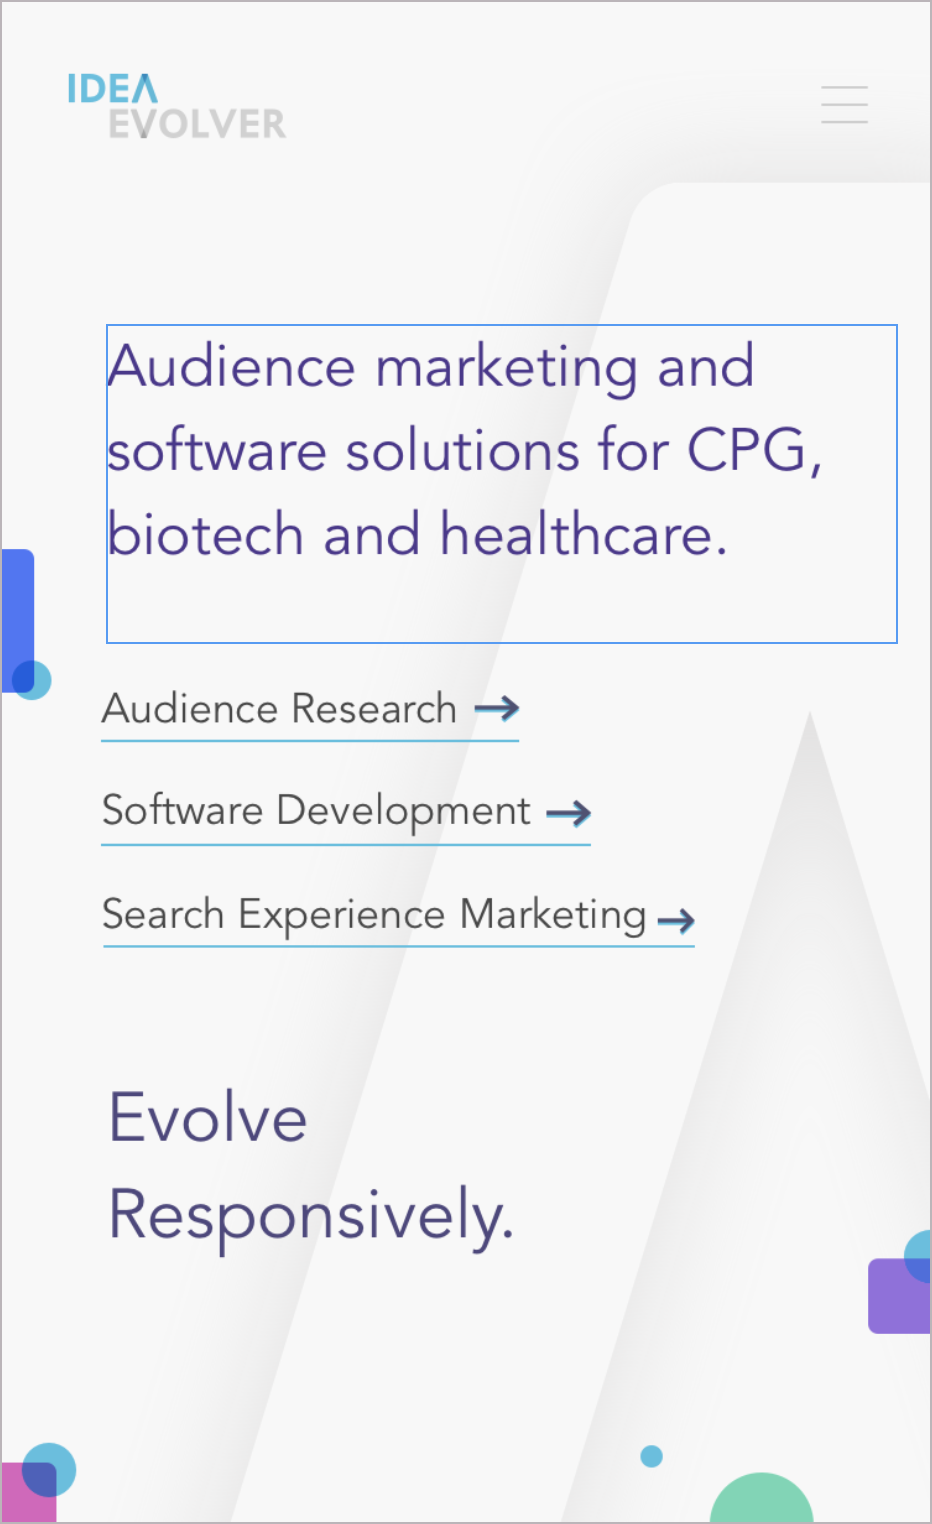 IDEA
EVOLVER
Audience marketing and
software solutions for CPG,
biotech and healthcare.
Audience Research →
Software Development →
Search Experience Marketing →
Evolve
Responsively.